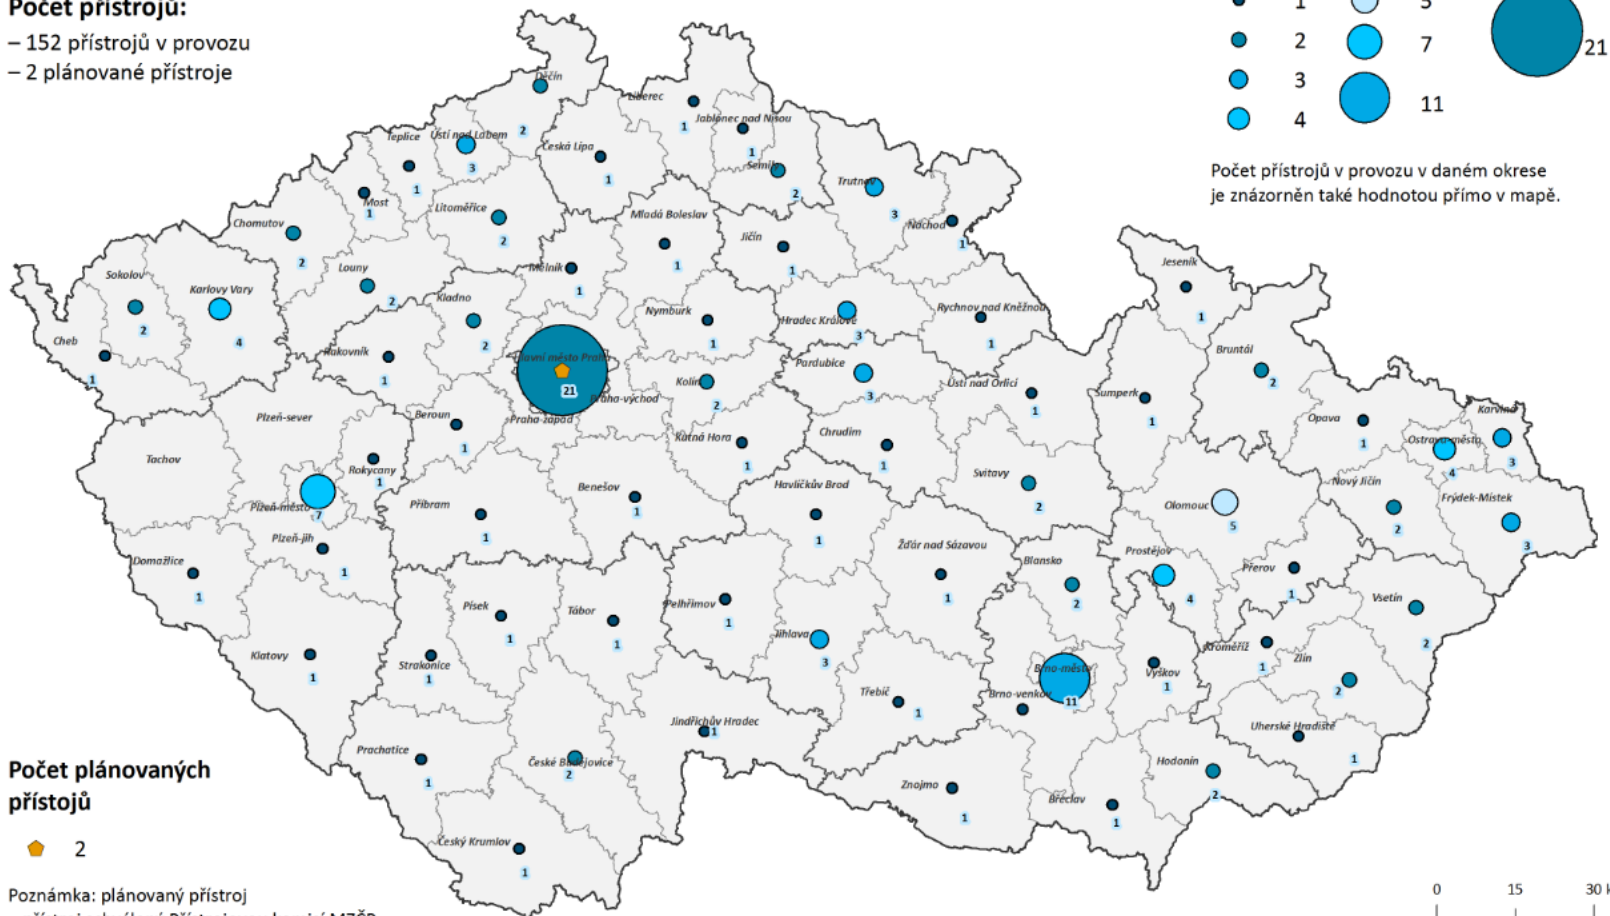 Počet přístrojů:
– 152 přístrojů v provozu
– 2 plánované přístroje
1
5
2
7
21
3
11
4
Počet přístrojů v provozu v daném okrese
je znázorněn také hodnotou přímo v mapě.
Děčín
2
Liberec
1
Jablonec nad Nisou
1
Teplice
1
Ústí nad Labem
3
Česká Lípa
1
Semily
2
Trutnov
3
Most
1
Litoměřice
2
Mladá Boleslav
1
Jičín
1
Náchod
1
Chomutov
2
Louny
2
Mělník
1
Sokolov
2
Karlovy Vary
4
Kladno
2
Nymburk
1
Hradec Králové
3
Rychnov nad Kněžnou
1
Jeseník
1
Cheb
1
Rakovník
1
Hlavní město Praha
21
Praha-východ
Praha-západ
Kolín
2
Pardubice
3
Ústí nad Orlicí
1
Šumperk
1
Bruntál
2
Plzeň-sever
Beroun
1
Kutná Hora
1
Chrudim
1
Opava
1
Karviná
3
Ostrava-město
4
Tachov
Rokycany
1
Plzeň-město
7
Příbram
1
Benešov
1
Havlíčkův Brod
1
Svitavy
2
Olomouc
5
Nový Jičín
2
Frýdek-Místek
3
Plzeň-jih
1
Domažlice
1
Žďár nad Sázavou
1
Blansko
2
Prostějov
4
Přerov
1
Vsetín
2
Písek
1
Tábor
1
Pelhřimov
1
Jihlava
3
Klatovy
1
Strakonice
1
Kroměříž
1
Zlín
2
Brno-město
11
Brno-venkov
Vyškov
1
Třebíč
1
Jindřichův Hradec
1
Uherské Hradiště
1
Prachatice
1
České Budějovice
2
Hodonín
2
Znojmo
1
Břeclav
1
Český Krumlov
1
Počet plánovaných
přístojů
2
Poznámka: plánovaný přístroj
0 15 30 k